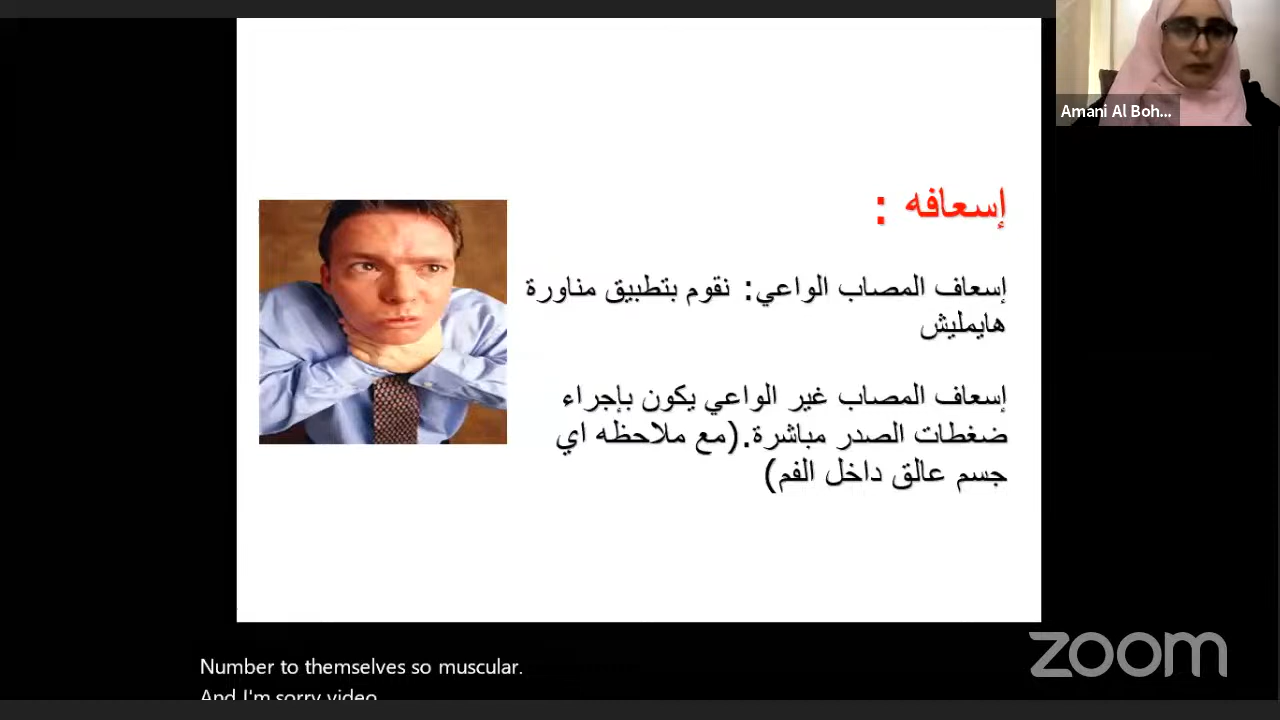 Amani Al Boh...
إسعافه :
إسعاف المصاب الواعي: نقوم بتطبيق مناورة
هايمليش
إسعاف المصاب غير الواعي يكون بإجراء
ضغطات الصدر مباشرة.(مع ملاحظه اي
جسم عالق داخل الفم)
zoom
Number to themselves so muscular.
And I'm sorry video